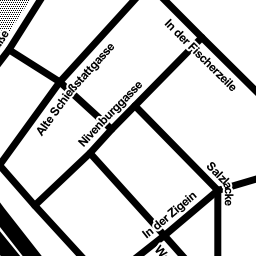 In der Fischerzeile
Alte Schießstattgasse
Nivenburggasse
Salzlacke
In der Zigein